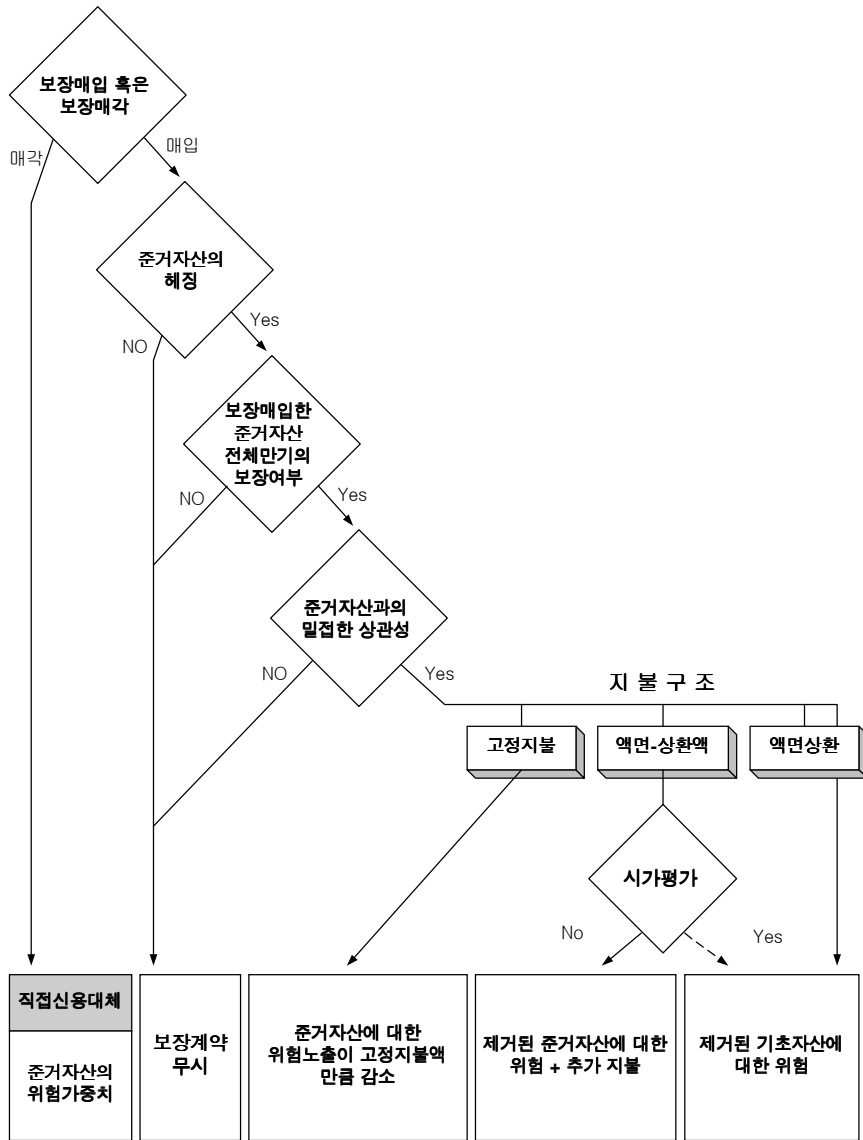 보장매입 혹은
보장매각
매각
매입
준거자산의
헤징
NO
Yes
보장매입한
준거자산
전체만기의
보장여부
NO
Yes
준거자산과의
밀접한 상관성
NO
Yes
지 불 구 조
고정지불
액면-상환액
액면상환
시가평가
No
Yes
직접신용대체
준거자산의
위험가중치
보장계약
무시
준거자산에 대한
위험노출이 고정지불액
만큼 감소
제거된 준거자산에 대한
위험 + 추가 지불
제거된 기초자산에
대한 위험